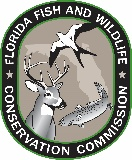 FLORIDA FISH AND WILDLIFE
CONSERVATION COMMISSION